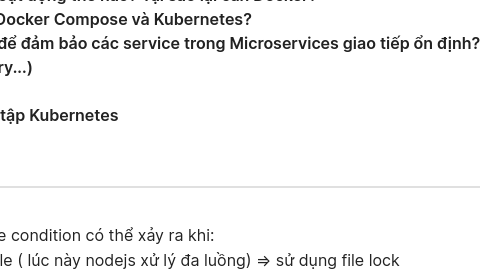 Docker Compose và Kubernetes?
để đảm bảo các service trong Microservices giao tiếp ổn định?
ry...)
tập Kubernetes
e condition có thể xảy ra khi:
le ( lúc này nodejs xử lý đa luồng) => sử dụng file lock